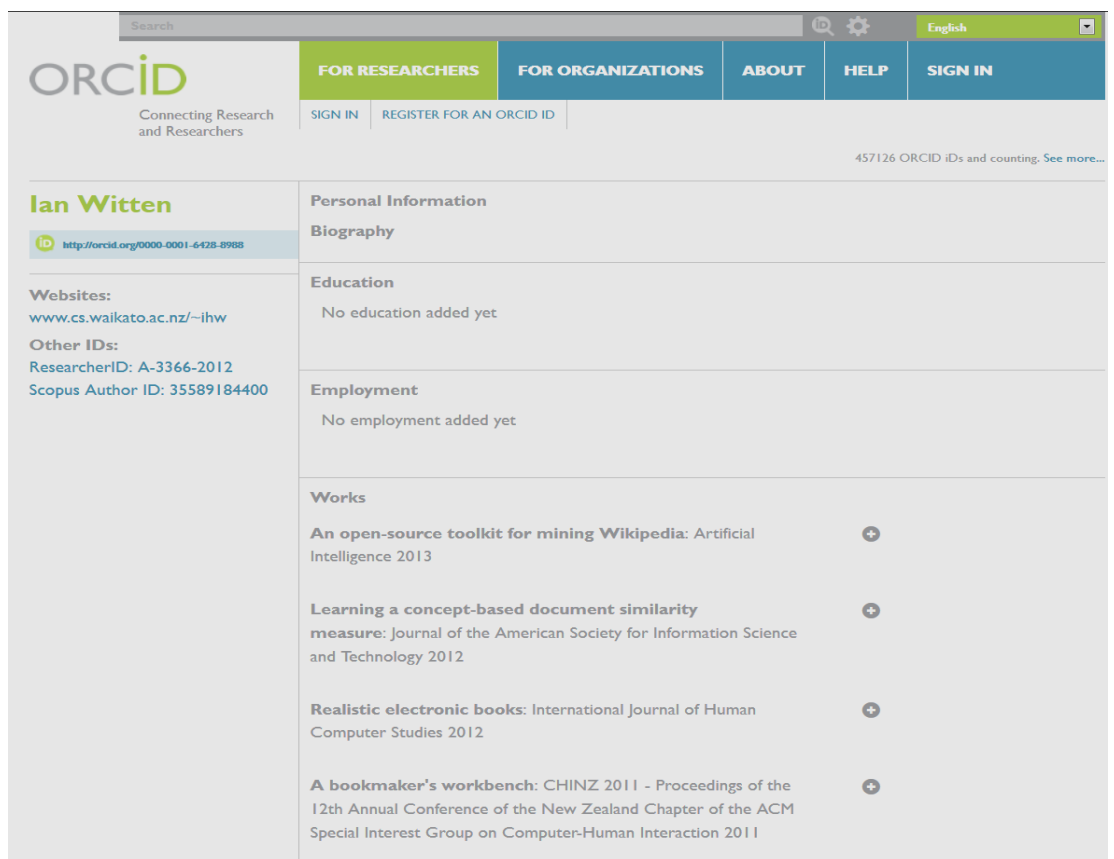 Search
English
ORCID
Connecting Research
and Researchers
FOR RESEARCHERS
FOR ORGANIZATIONS
ABOUT
HELP
SIGN IN
SIGN IN
REGISTER FOR AN ORCID ID
457126 ORCID iDs and counting. See more...
Ian Witten
iD http://orcid.org/0000-0001-6428-8988
Websites:
www.cs.waikato.ac.nz/~ihw
Other IDs:
ResearcherID: A-3366-2012
Scopus Author ID: 35589184400
Personal Information
Biography
Education
No education added yet
Employment
No employment added yet
Works
An open-source toolkit for mining Wikipedia: Artificial
Intelligence 2013
Learning a concept-based document similarity
measure: Journal of the American Society for Information Science
and Technology 2012
Realistic electronic books: International Journal of Human
Computer Studies 2012
A bookmaker's workbench: CHINZ 2011 - Proceedings of the
12th Annual Conference of the New Zealand Chapter of the ACM
Special Interest Group on Computer-Human Interaction 2011